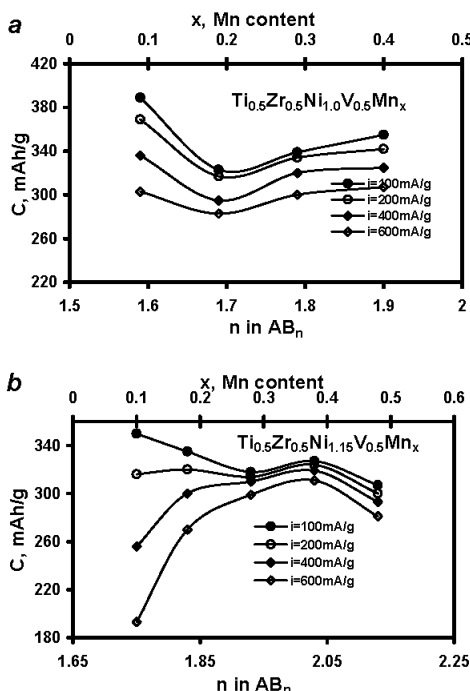 a
x, Mn content
0 0.1 0.2 0.3 0.4 0.5
420
380
340
300
260
220
C, mAh/g
Ti0.5Zr0.5Ni1.0V0.5Mnx
i=100mA/g
i=200mA/g
i=400mA/g
i=600mA/g
1.5 1.6 1.7 1.8 1.9 2
n in ABn
b
x, Mn content
0 0.1 0.2 0.3 0.4 0.5 0.6
340
300
260
220
180
C, mAh/g
Ti0.5Zr0.5Ni1.15V0.5Mnx
i=100mA/g
i=200mA/g
i=400mA/g
i=600mA/g
1.65 1.85 2.05 2.25
n in ABn